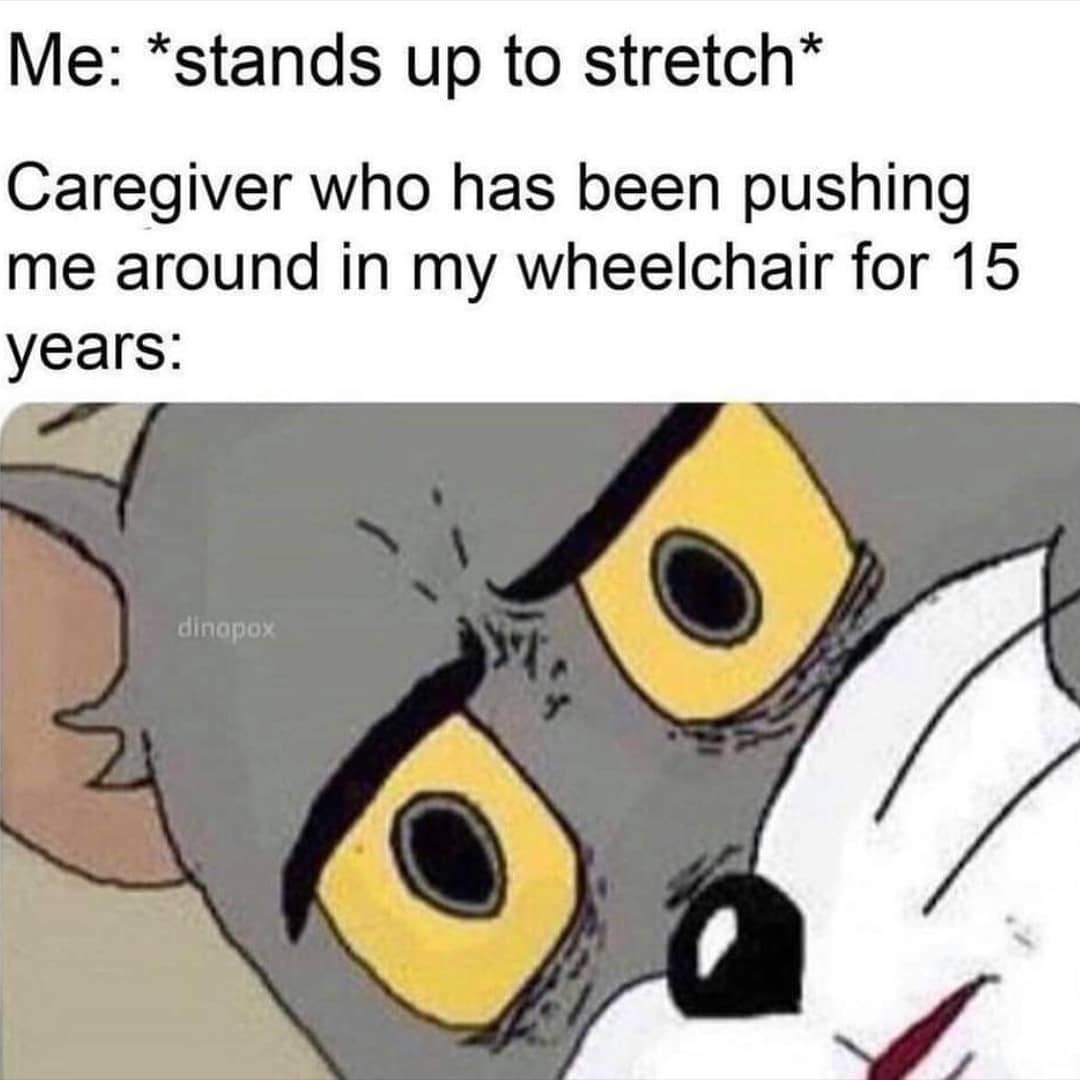 Me: *stands up to stretch*
Caregiver who has been pushing
me around in my wheelchair for 15
years:
dinopox